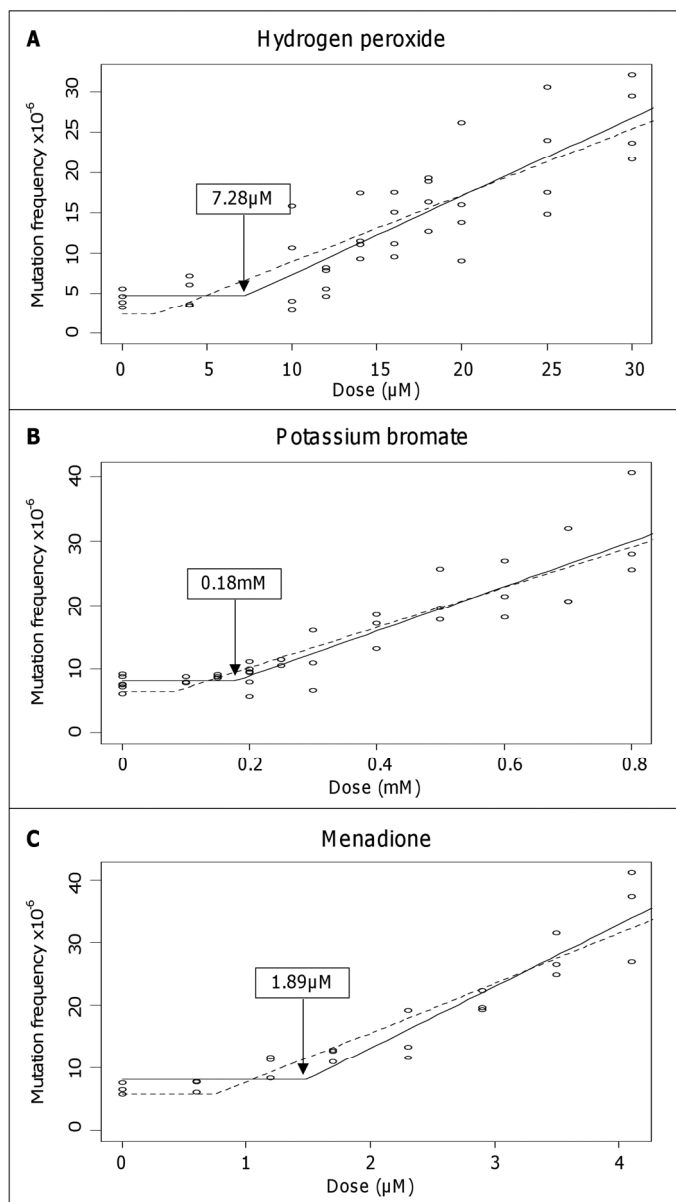 A
Hydrogen peroxide
Mutation frequency x10⁻⁶
30
25
20
15
10
5
0
7.28µM
0 5 10 15 20 25 30
Dose (µM)
B
Potassium bromate
Mutation frequency x10⁻⁶
40
30
20
10
0
0.18mM
0 0.2 0.4 0.6 0.8
Dose (mM)
C
Menadione
Mutation frequency x10⁻⁶
40
30
20
10
0
1.89µM
0 1 2 3 4
Dose (µM)